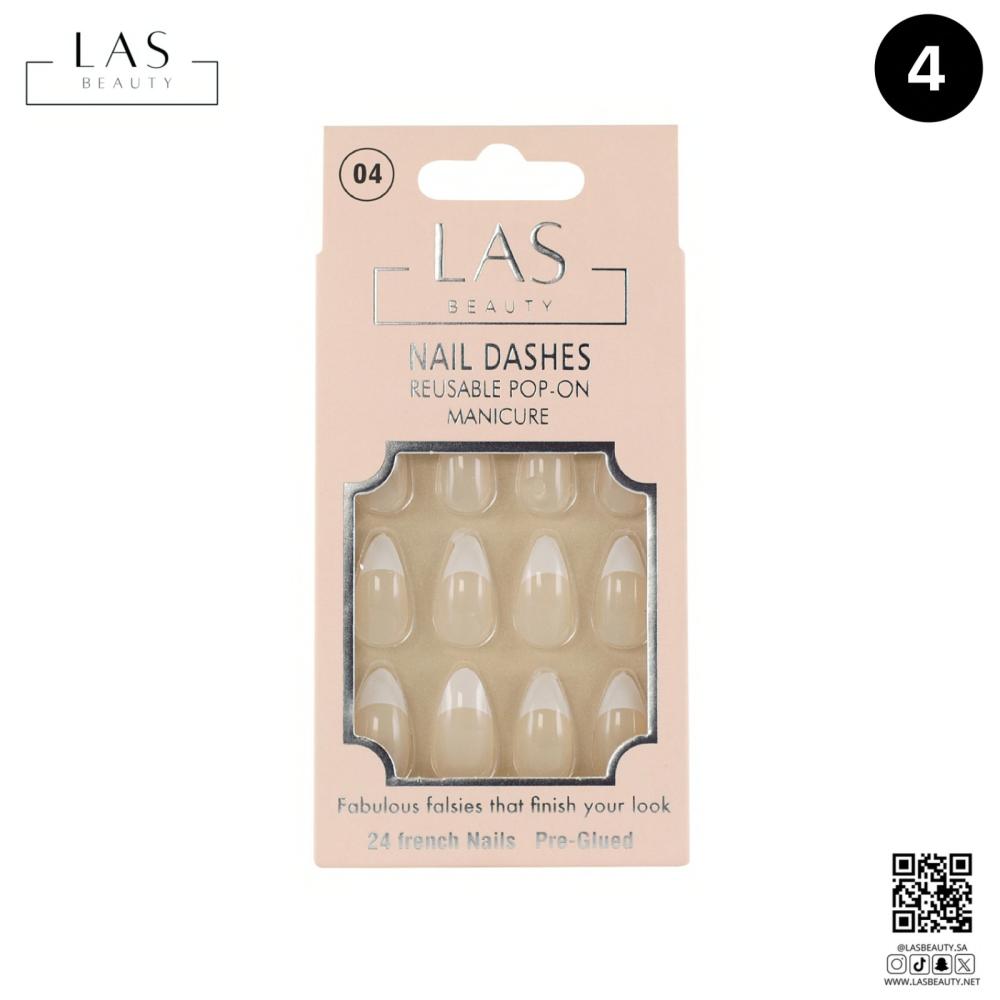 LAS
BEAUTY
4
04
LAS
BEAUTY
NAIL DASHES
REUSABLE POP-ON
MANICURE
Fabulous falsies that finish your look
24 french Nails Pre-Glued
@LASBEAUTY.SA
WWW.LASBEAUTY.NET